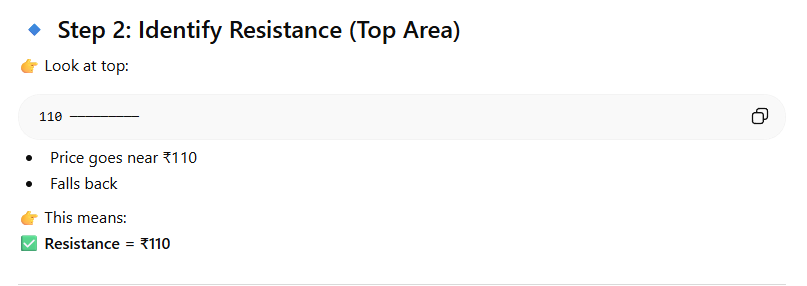 Step 2: Identify Resistance (Top Area)
👉 Look at top:
110 ─────────
• Price goes near ₹110
• Falls back
👉 This means:
✅ Resistance = ₹110